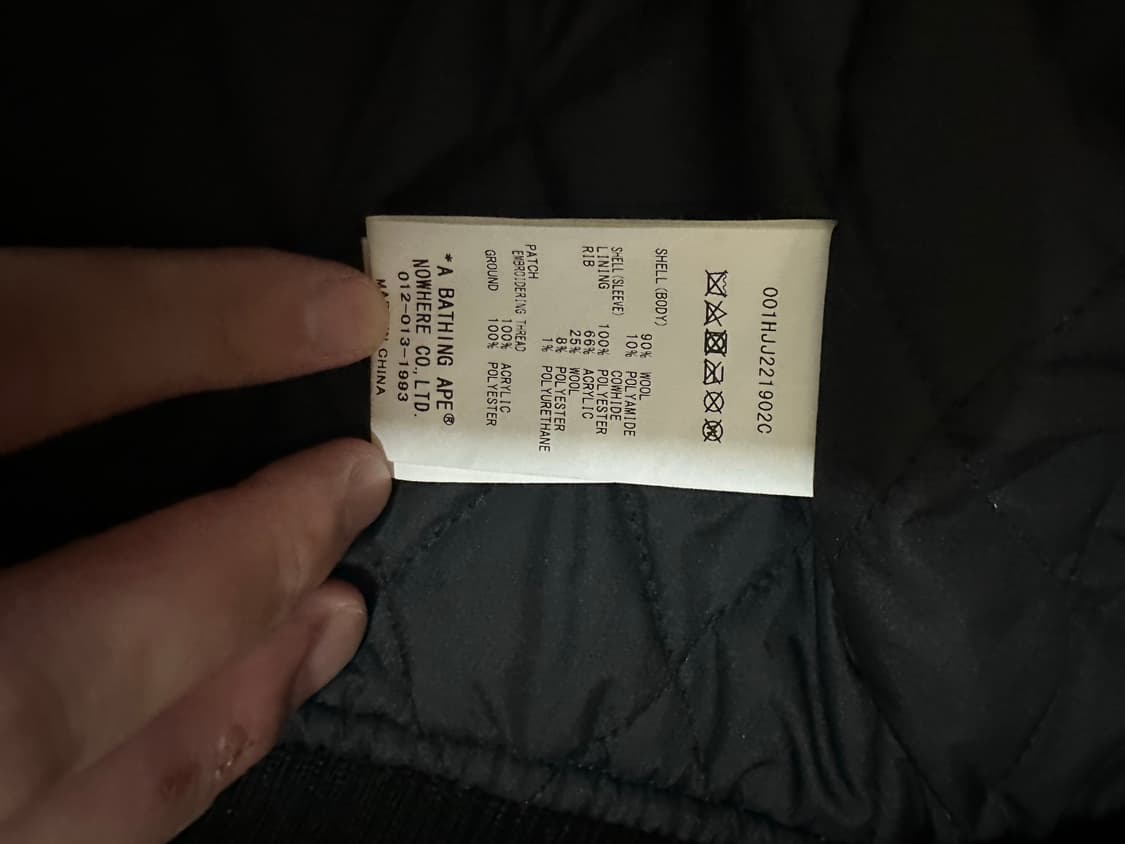 001HJJ221902C
SHELL(BODY)
90% WOOL
10% POLYAMIDE
SHELL(SLEEVE) COWHIDE
LINING 100% POLYESTER
RIB 66% ACRYLIC
25% WOOL
8% POLYESTER
1% POLYURETHANE
PATCH
EMBROIDERING THREAD
100% ACRYLIC
GROUND 100% POLYESTER
*A BATHING APE®
NOWHERE CO.,LTD.
012-013-1993
CHINA